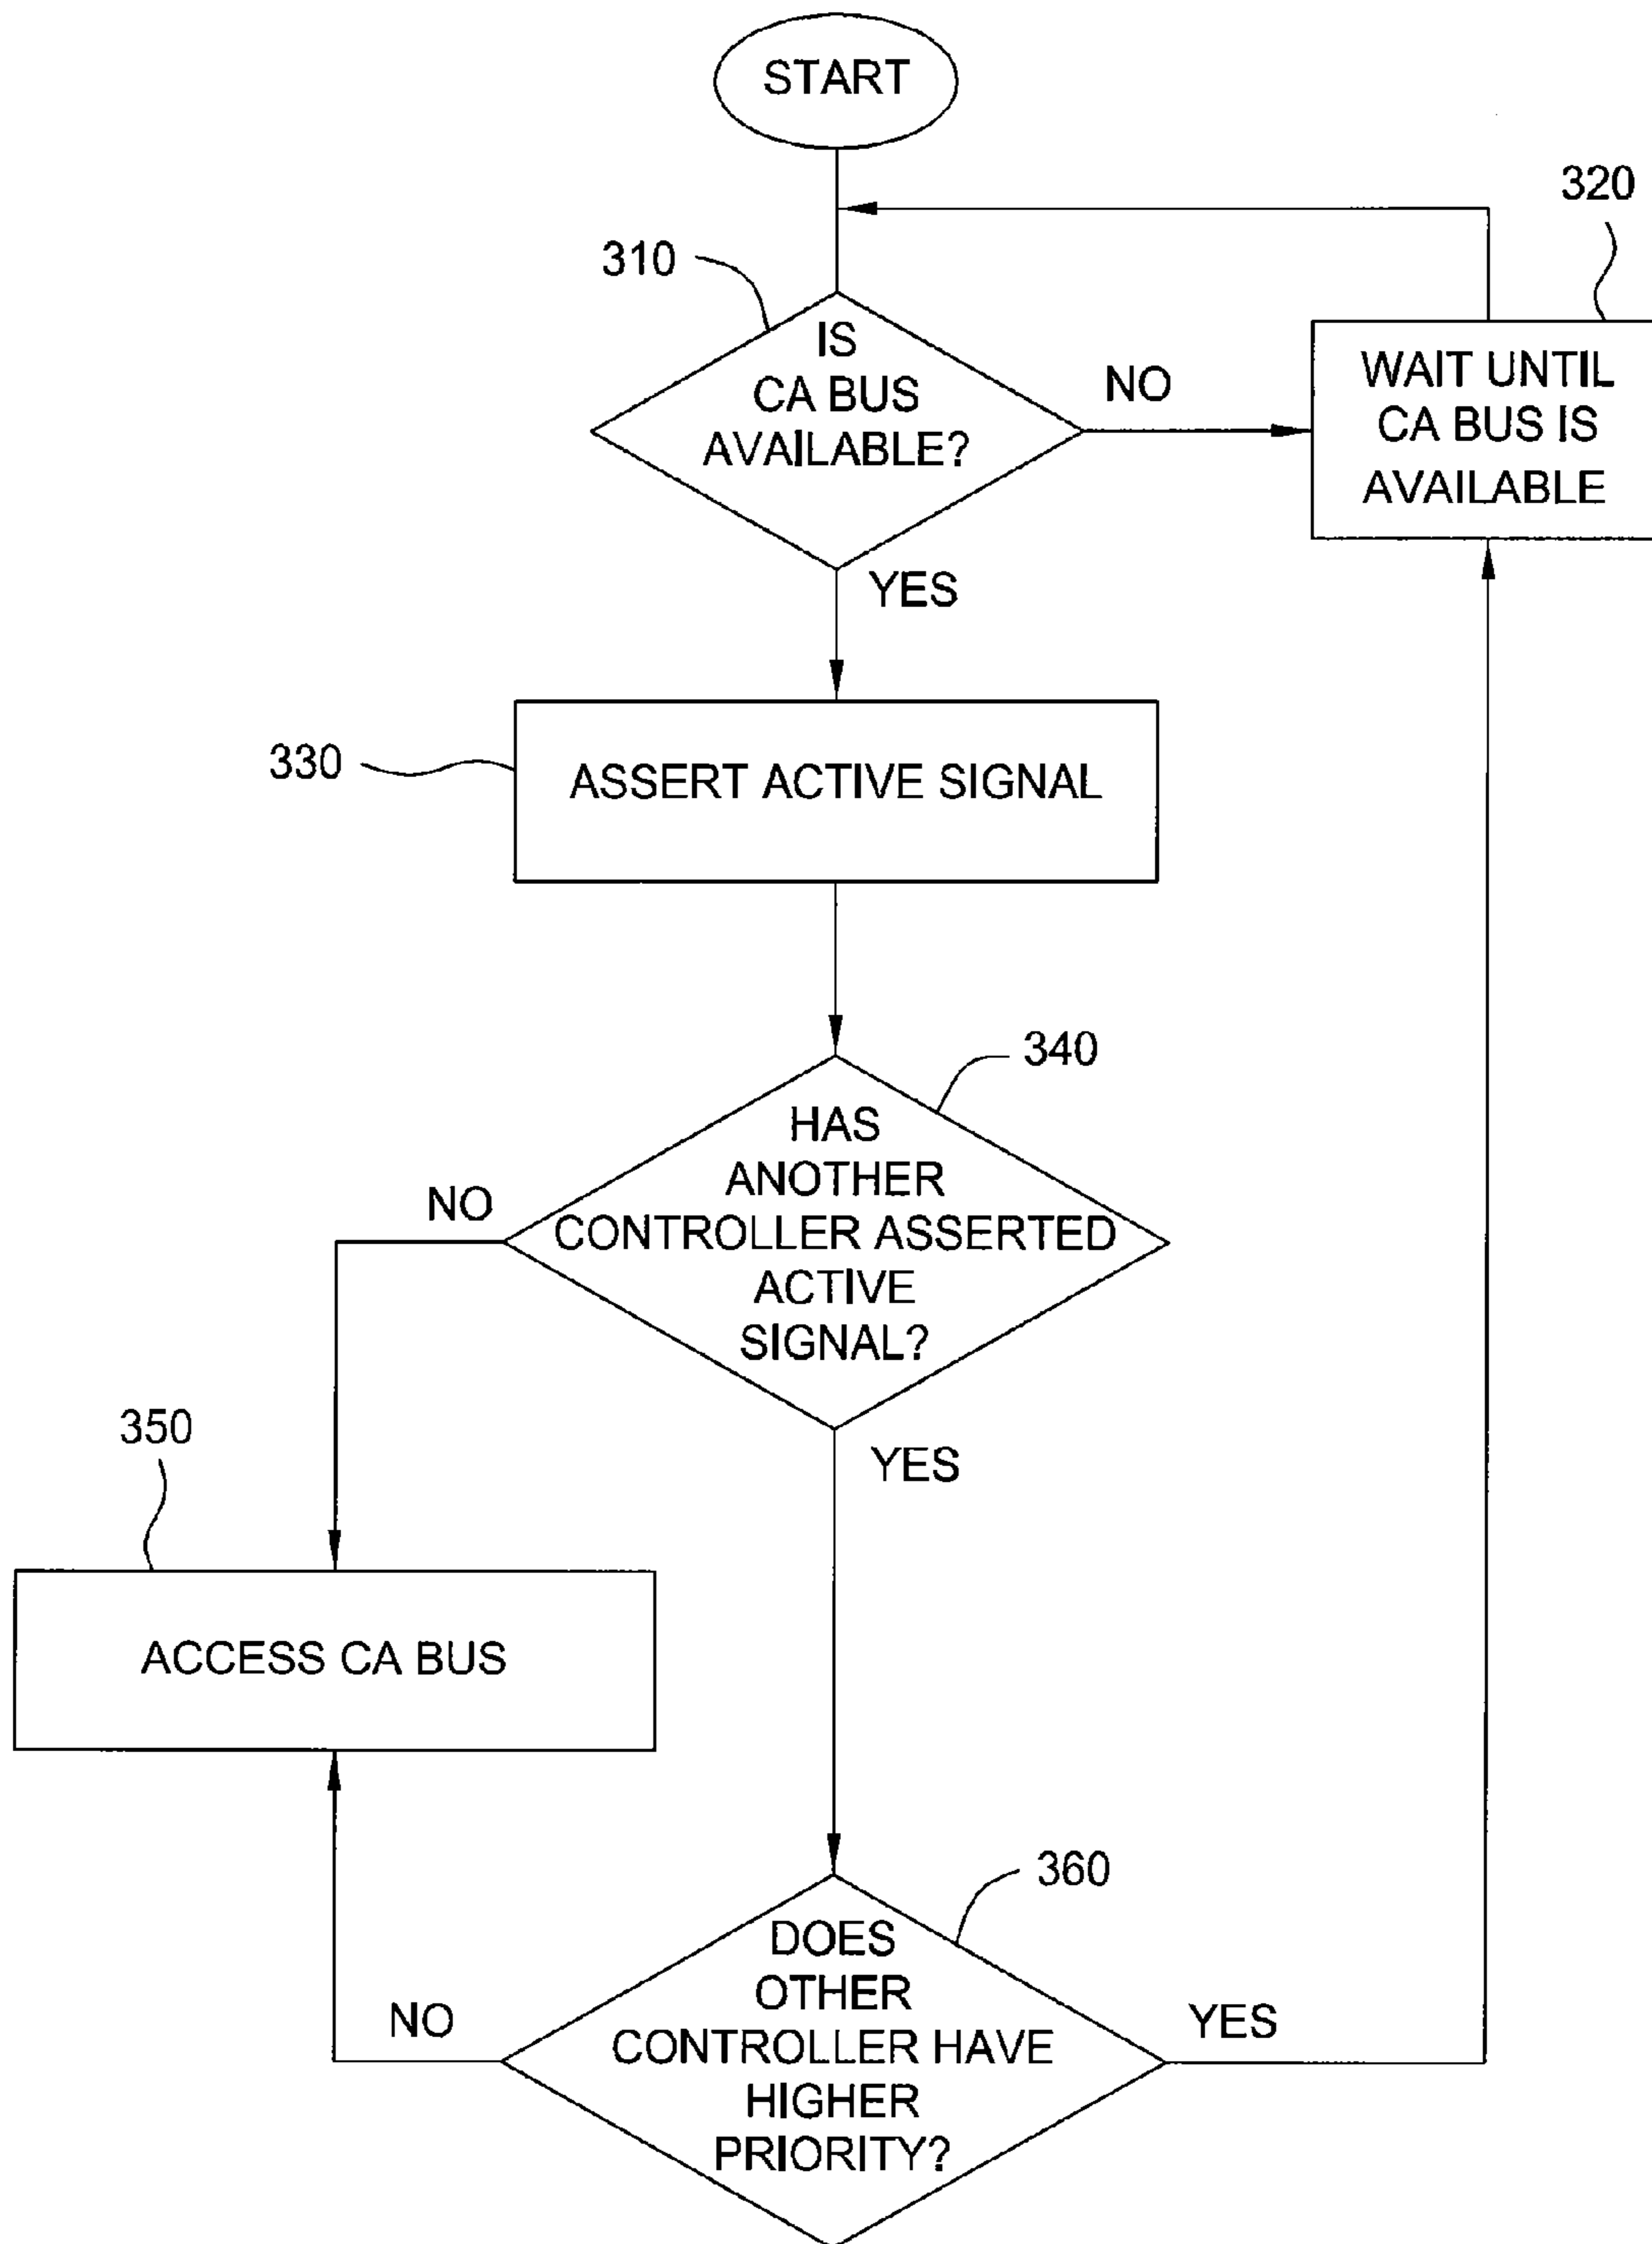 START
320
310
IS
CA BUS
AVAILABLE?
NO
WAIT UNTIL
CA BUS IS
AVAILABLE
YES
330
ASSERT ACTIVE SIGNAL
340
HAS
ANOTHER
CONTROLLER ASSERTED
ACTIVE
SIGNAL?
NO
YES
350
ACCESS CA BUS
360
DOES
OTHER
CONTROLLER HAVE
HIGHER
PRIORITY?
NO
YES